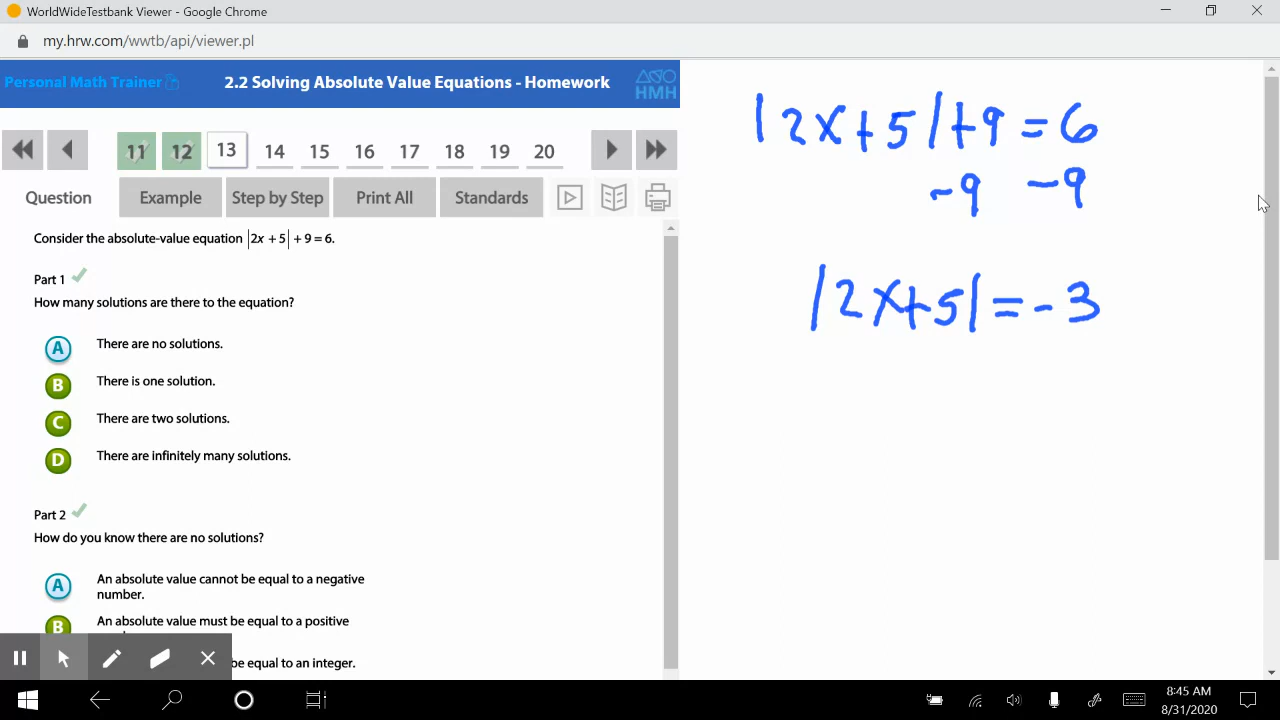 WorldWideTestbank Viewer - Google Chrome
my.hrw.com/wwtb/api/viewer.pl
Personal Math Trainer
2.2 Solving Absolute Value Equations - Homework
HMH
11 12 13 14 15 16 17 18 19 20
Question Example Step by Step Print All Standards
Consider the absolute-value equation |2x + 5| + 9 = 6.
Part 1
How many solutions are there to the equation?
A There are no solutions.
B There is one solution.
C There are two solutions.
D There are infinitely many solutions.
Part 2
How do you know there are no solutions?
A An absolute value cannot be equal to a negative
number.
B An absolute value must be equal to a positive
be equal to an integer.
|2x+5|+9=6
-9 -9
|2x+5|=-3
8:45 AM
8/31/2020